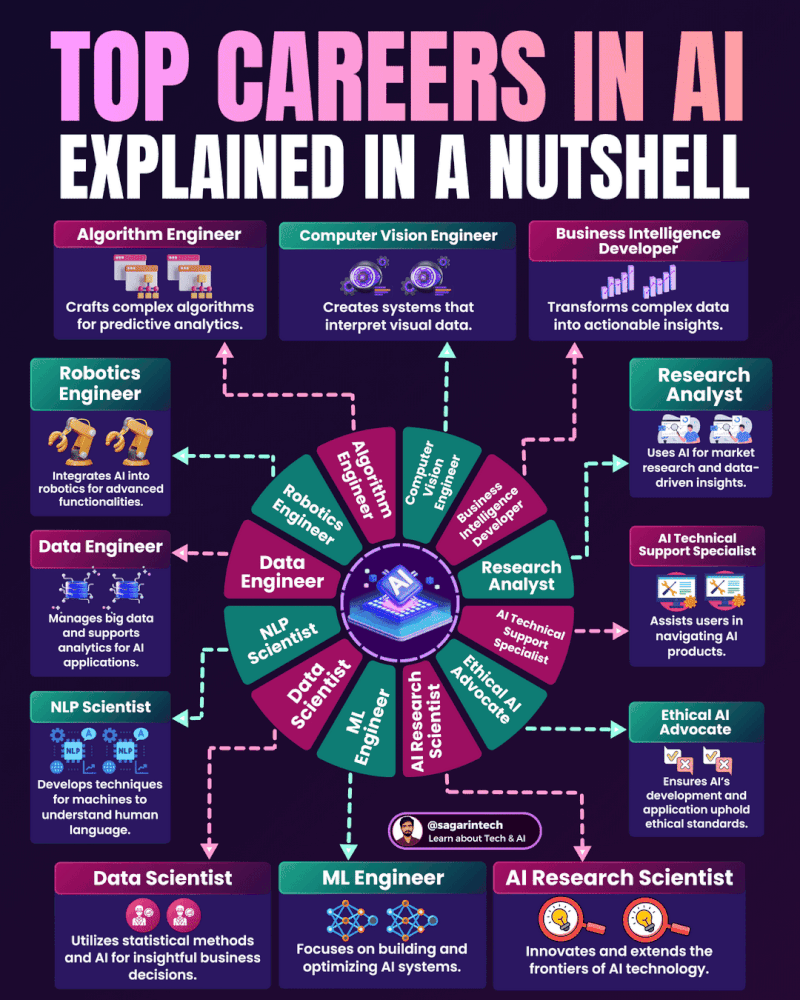 TOP CAREERS IN AI
EXPLAINED IN A NUTSHELL
Algorithm Engineer
Crafts complex algorithms
for predictive analytics.
Computer Vision Engineer
Creates systems that
interpret visual data.
Business Intelligence
Developer
Transforms complex data
into actionable insights.
Robotics
Engineer
Integrates AI into
robotics for advanced
functionalities.
Research
Analyst
Uses AI for market
research and data-
driven insights.
Data Engineer
Manages big data
and supports
analytics for AI
applications.
AI Technical
Support Specialist
Assists users in
navigating AI
products.
NLP Scientist
NLP
NLP
A
A
Develops techniques
for machines to
understand human
language.
Ethical AI
Advocate
Ensures AI's
development and
application uphold
ethical standards.
Algorithm
Engineer
Computer
Vision
Engineer
Business
Intelligence
Developer
Research
Analyst
AI Technical
Support
Specialist
Ethical AI
Advocate
AI Research
Scientist
ML
Engineer
Data
Scientist
NLP
Scientist
Data
Engineer
Robotics
Engineer
AI
@sagarintech
Learn about Tech & AI
Data Scientist
Utilizes statistical methods
and AI for insightful business
decisions.
ML Engineer
Focuses on building and
optimizing AI systems.
AI Research Scientist
Innovates and extends the
frontiers of AI technology.